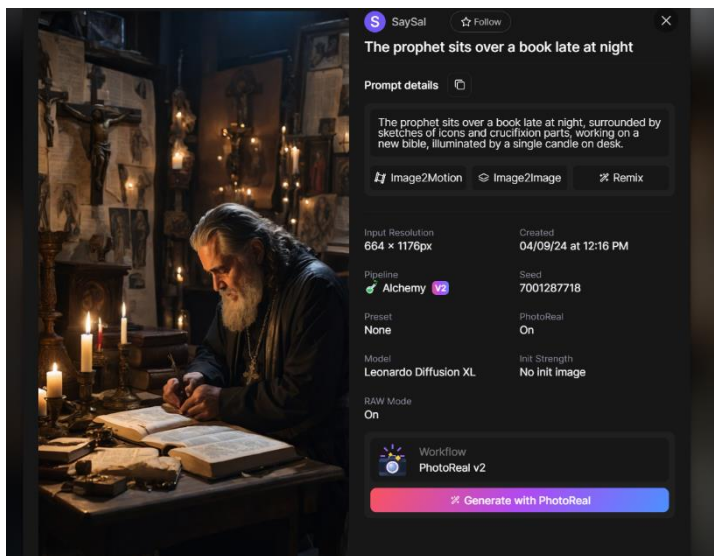 S SaySal Follow
The prophet sits over a book late at night
Prompt details
The prophet sits over a book late at night, surrounded by
sketches of icons and crucifixion parts, working on a
new bible, illuminated by a single candle on desk.
Image2Motion Image2Image Remix
Input Resolution Created
664 × 1176px 04/09/24 at 12:16 PM
Pipeline Seed
Alchemy V2 7001287718
Preset PhotoReal
None On
Model Init Strength
Leonardo Diffusion XL No init image
RAW Mode
On
Workflow
PhotoReal v2
Generate with PhotoReal